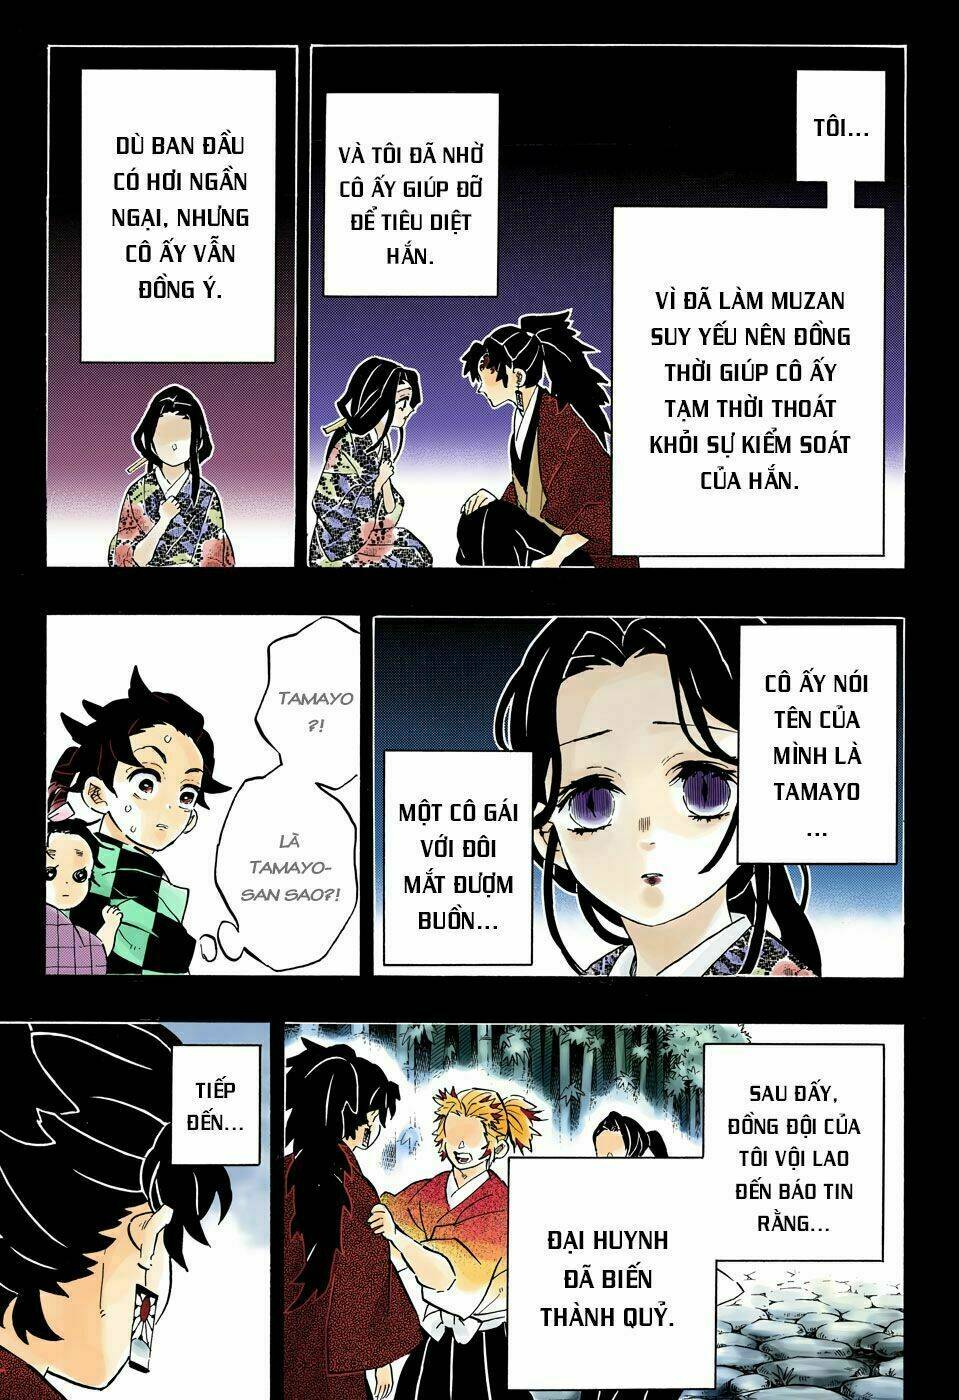 TÔI...
VÌ ĐÃ LÀM MUZAN
SUY YẾU NÊN ĐỒNG
THỜI GIÚP CÔ ẤY
TẠM THỜI THOÁT
KHỎI SỰ KIỂM SOÁT
CỦA HẮN.
VÀ TÔI ĐÃ NHỜ
CÔ ẤY GIÚP ĐỠ
ĐỂ TIÊU DIỆT
HẮN.
DÙ BAN ĐẦU
CÓ HƠI NGẦN
NGẠI, NHƯNG
CÔ ẤY VẪN
ĐỒNG Ý.
CÔ ẤY NÓI
TÊN CỦA
MÌNH LÀ
TAMAYO
...
MỘT CÔ GÁI
VỚI ĐÔI
MẮT ĐƯỢM
BUỒN...
TAMAYO
?!
LÀ
TAMAYO-
SAN SAO?!
SAU ĐẤY,
ĐỒNG ĐỘI CỦA
TÔI VỘI LAO
ĐẾN BÁO TIN
RẰNG...
ĐẠI HUYNH
ĐÃ BIẾN
THÀNH QUỶ.
TIẾP
ĐẾN...